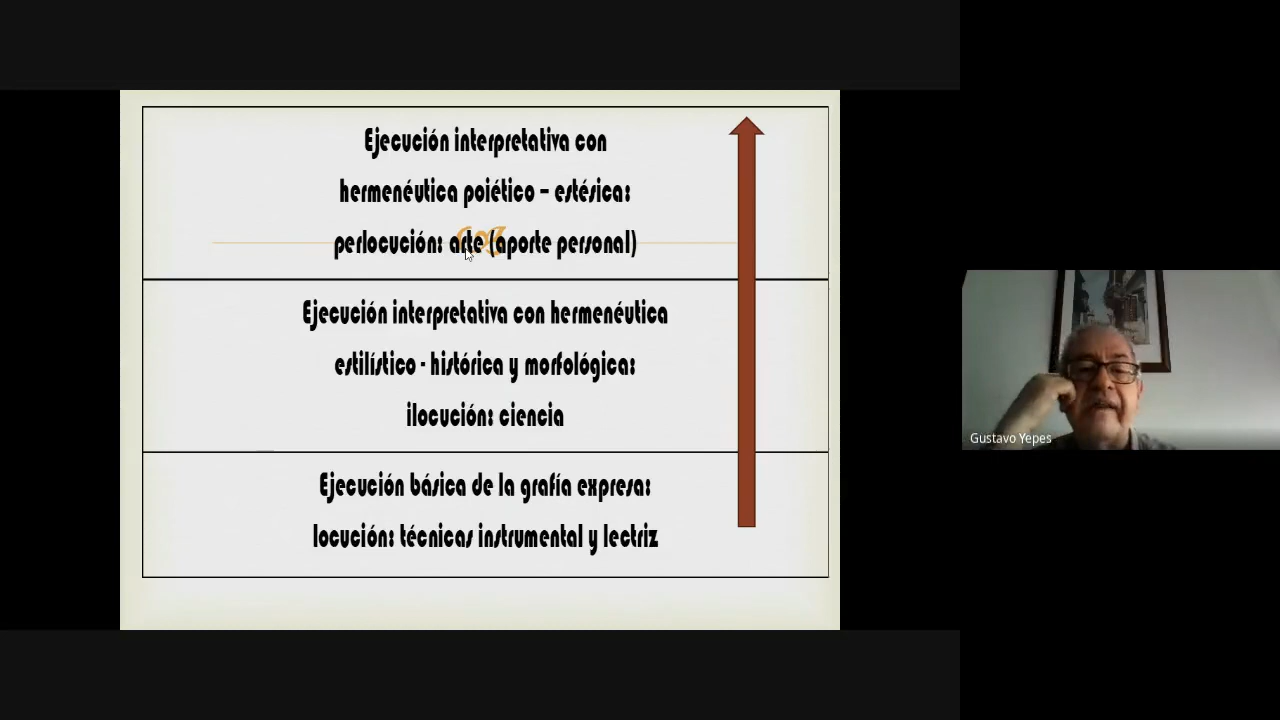 Ejecución interpretativa con
hermenéutica poiético – estésica:
perlocución: arte (aporte personal)
Ejecución interpretativa con hermenéutica
estilístico - histórica y morfológica:
ilocución: ciencia
Ejecución básica de la grafía expresa:
locución: técnicas instrumental y lectriz
Gustavo Yepes